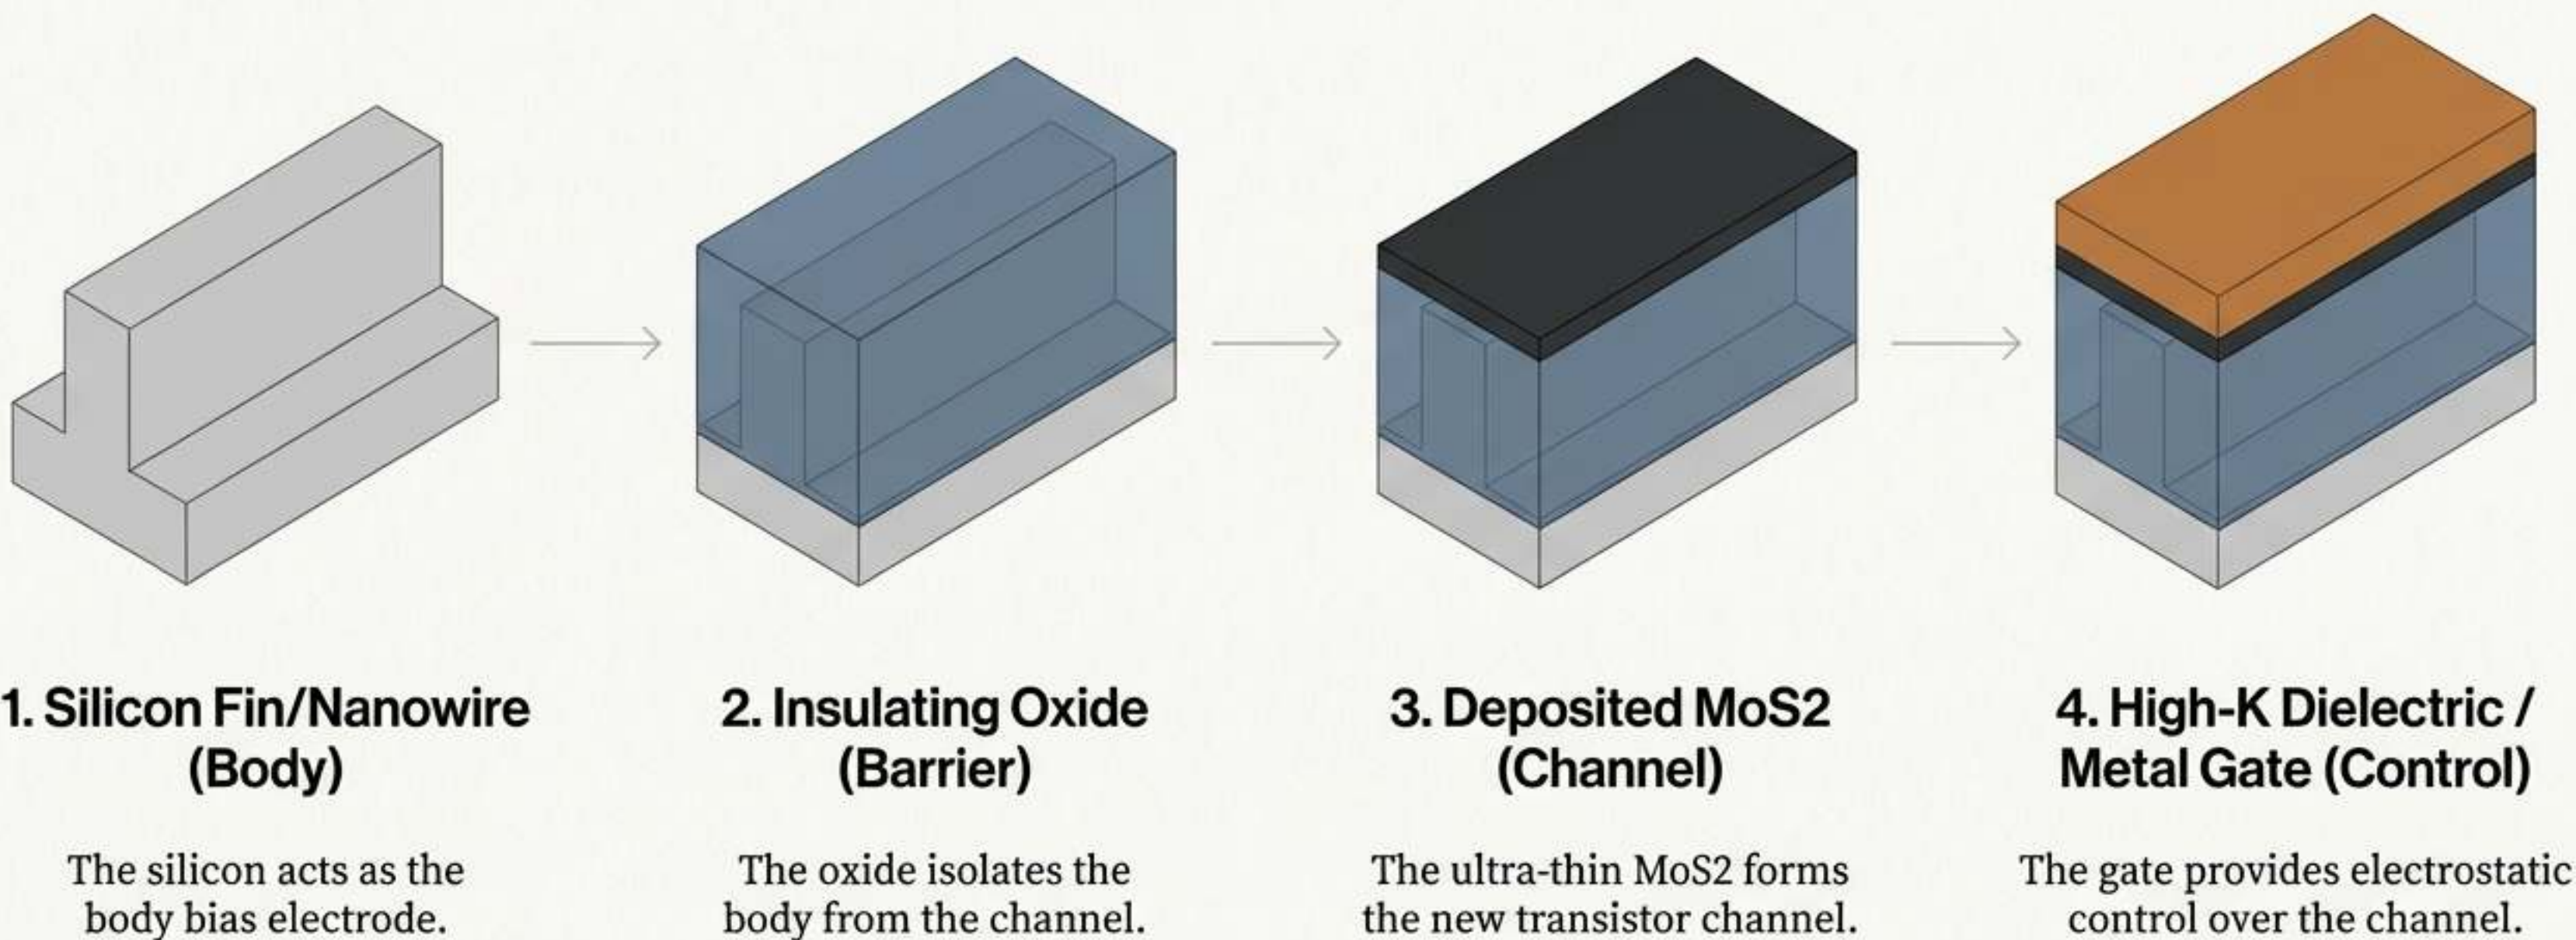 1. Silicon Fin/Nanowire
(Body)
The silicon acts as the
body bias electrode.
2. Insulating Oxide
(Barrier)
The oxide isolates the
body from the channel.
3. Deposited MoS2
(Channel)
The ultra-thin MoS2 forms
the new transistor channel.
4. High-K Dielectric /
Metal Gate (Control)
The gate provides electrostatic
control over the channel.